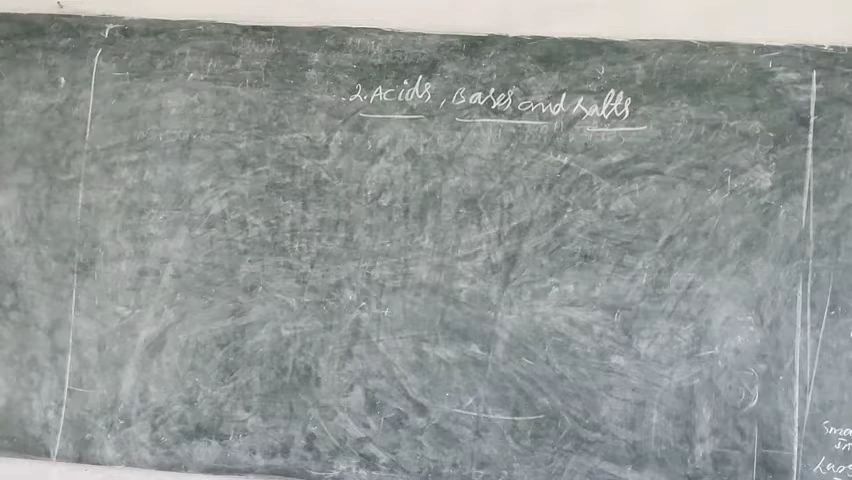 2. Acids, Bases and Salts